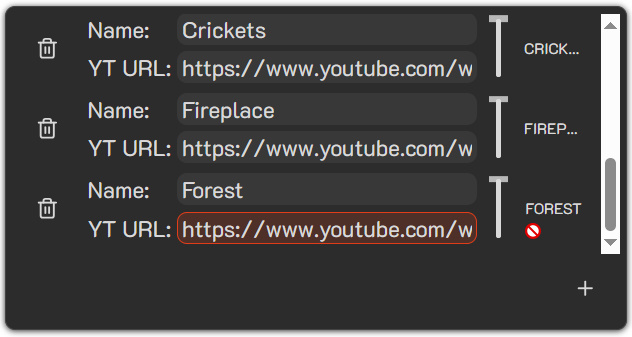 Name: Crickets
YT URL: https://www.youtube.com/w
CRICK...
Name: Fireplace
YT URL: https://www.youtube.com/w
FIREP...
Name: Forest
YT URL: https://www.youtube.com/w
FOREST